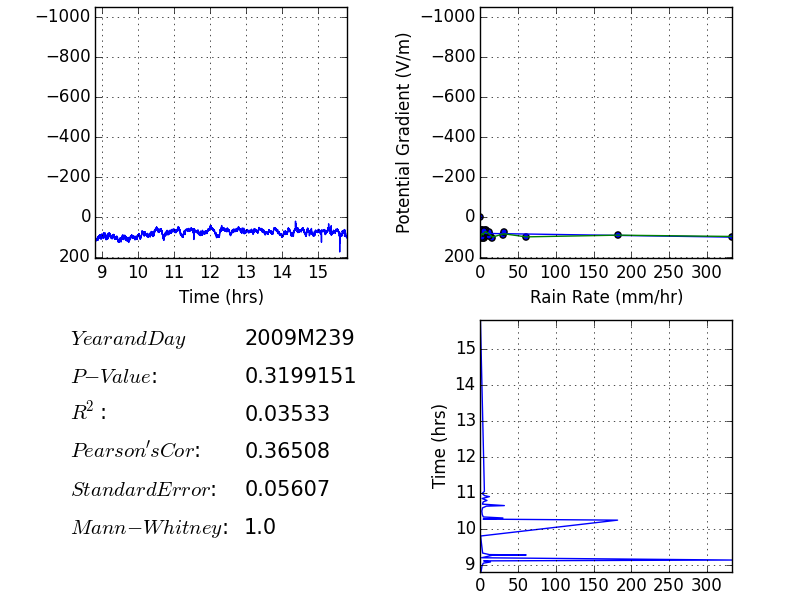 −1000
−800
−600
−400
−200
0
200
9 10 11 12 13 14 15
Time (hrs)
Potential Gradient (V/m)
−1000
−800
−600
−400
−200
0
200
0 50 100 150 200 250 300
Rain Rate (mm/hr)
YearandDay 2009M239
P−Value: 0.3199151
R²: 0.03533
Pearson′sCor: 0.36508
StandardError: 0.05607
Mann−Whitney: 1.0
Time (hrs)
15
14
13
12
11
10
9
0 50 100 150 200 250 300